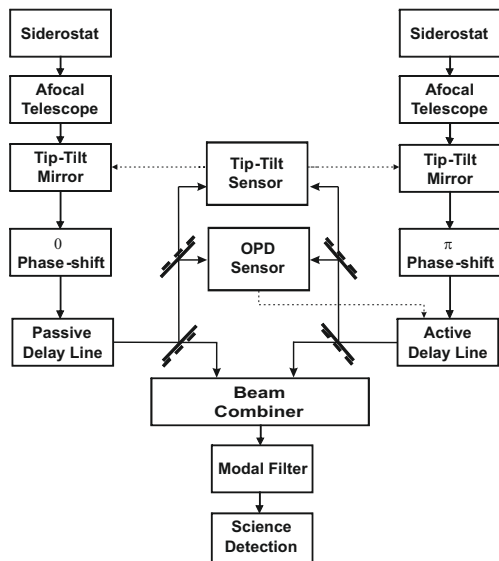 Siderostat
Siderostat
Afocal
Telescope
Afocal
Telescope
Tip-Tilt
Mirror
Tip-Tilt
Sensor
Tip-Tilt
Mirror
0
Phase-shift
OPD
Sensor
π
Phase-shift
Passive
Delay Line
Active
Delay Line
Beam
Combiner
Modal Filter
Science
Detection